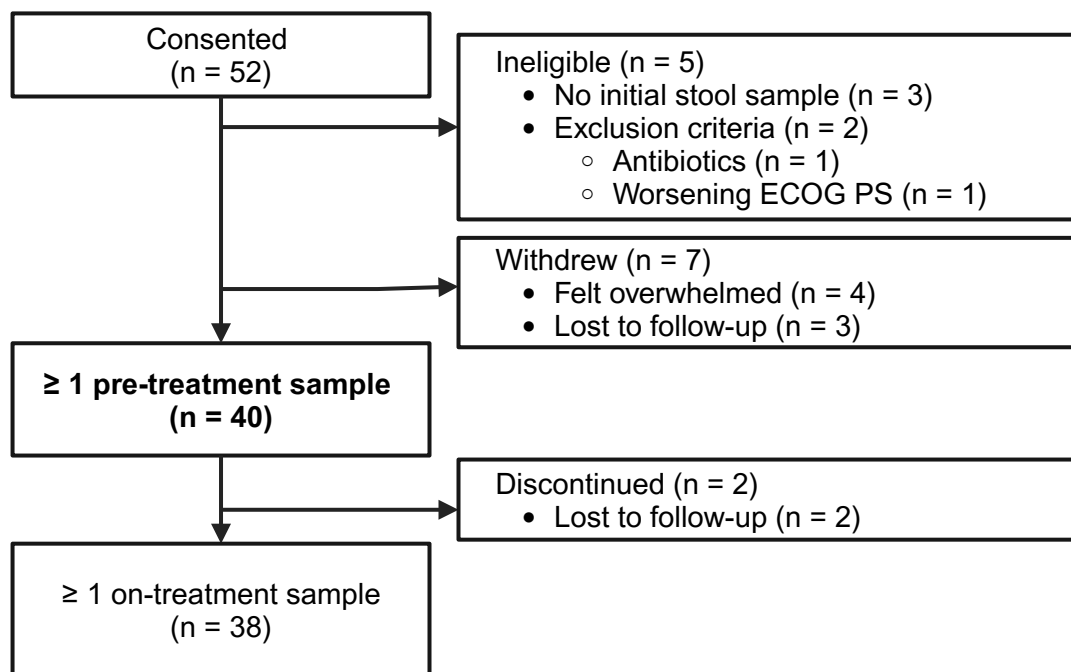 Consented
(n = 52)
Ineligible (n = 5)
• No initial stool sample (n = 3)
• Exclusion criteria (n = 2)
○ Antibiotics (n = 1)
○ Worsening ECOG PS (n = 1)
Withdrew (n = 7)
• Felt overwhelmed (n = 4)
• Lost to follow-up (n = 3)
≥ 1 pre-treatment sample
(n = 40)
Discontinued (n = 2)
• Lost to follow-up (n = 2)
≥ 1 on-treatment sample
(n = 38)